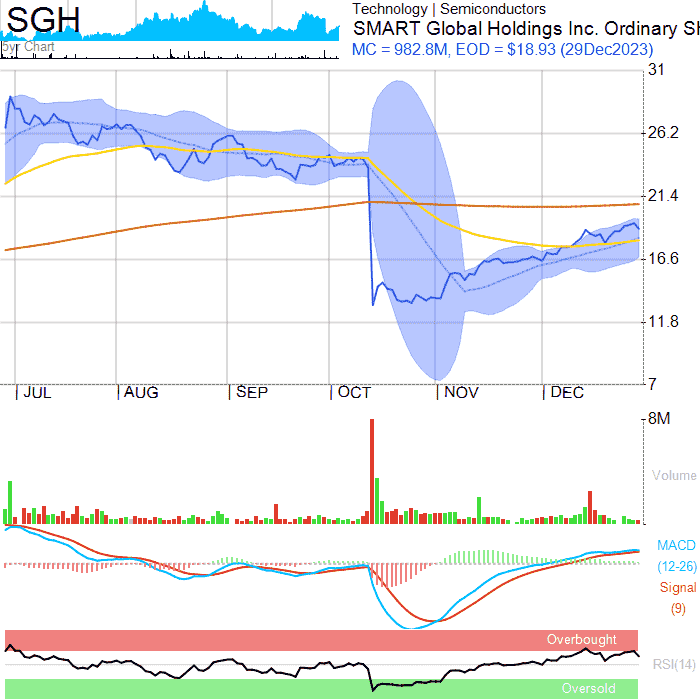 SGH
5yr Chart
Technology | Semiconductors
SMART Global Holdings Inc. Ordinary Sh
MC = 982.8M, EOD = $18.93 (29Dec2023)
31
26.2
21.4
16.6
11.8
7
JUL
AUG
SEP
OCT
NOV
DEC
8M
Volume
MACD
(12-26)
Signal
(9)
Overbought
RSI(14)
Oversold